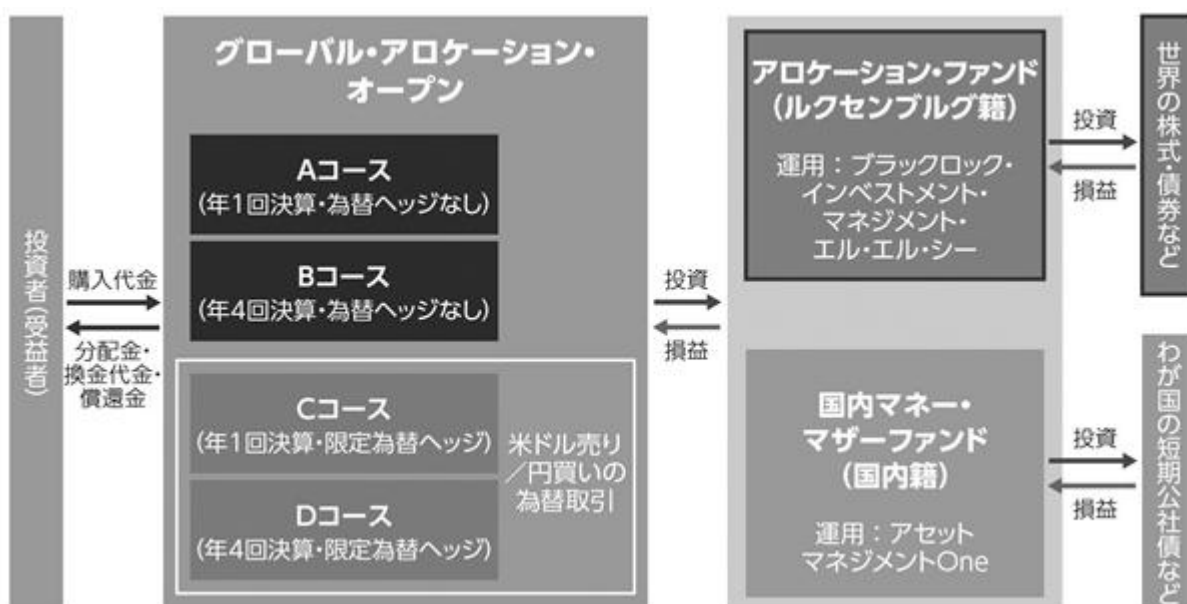 投資者(受益者)
購入代金
分配金・
換金代金・
償還金
グローバル・アロケーション・
オープン
Aコース
(年1回決算・為替ヘッジなし)
Bコース
(年4回決算・為替ヘッジなし)
Cコース
(年1回決算・限定為替ヘッジ)
Dコース
(年4回決算・限定為替ヘッジ)
米ドル売り
/円買いの
為替取引
投資
損益
アロケーション・ファンド
(ルクセンブルグ籍)
運用:ブラックロック・
インベストメント・
マネジメント・
エル・エル・シー
投資
損益
世界の株式・債券など
国内マネー・
マザーファンド
(国内籍)
運用:アセット
マネジメントOne
投資
損益
わが国の短期公社債など